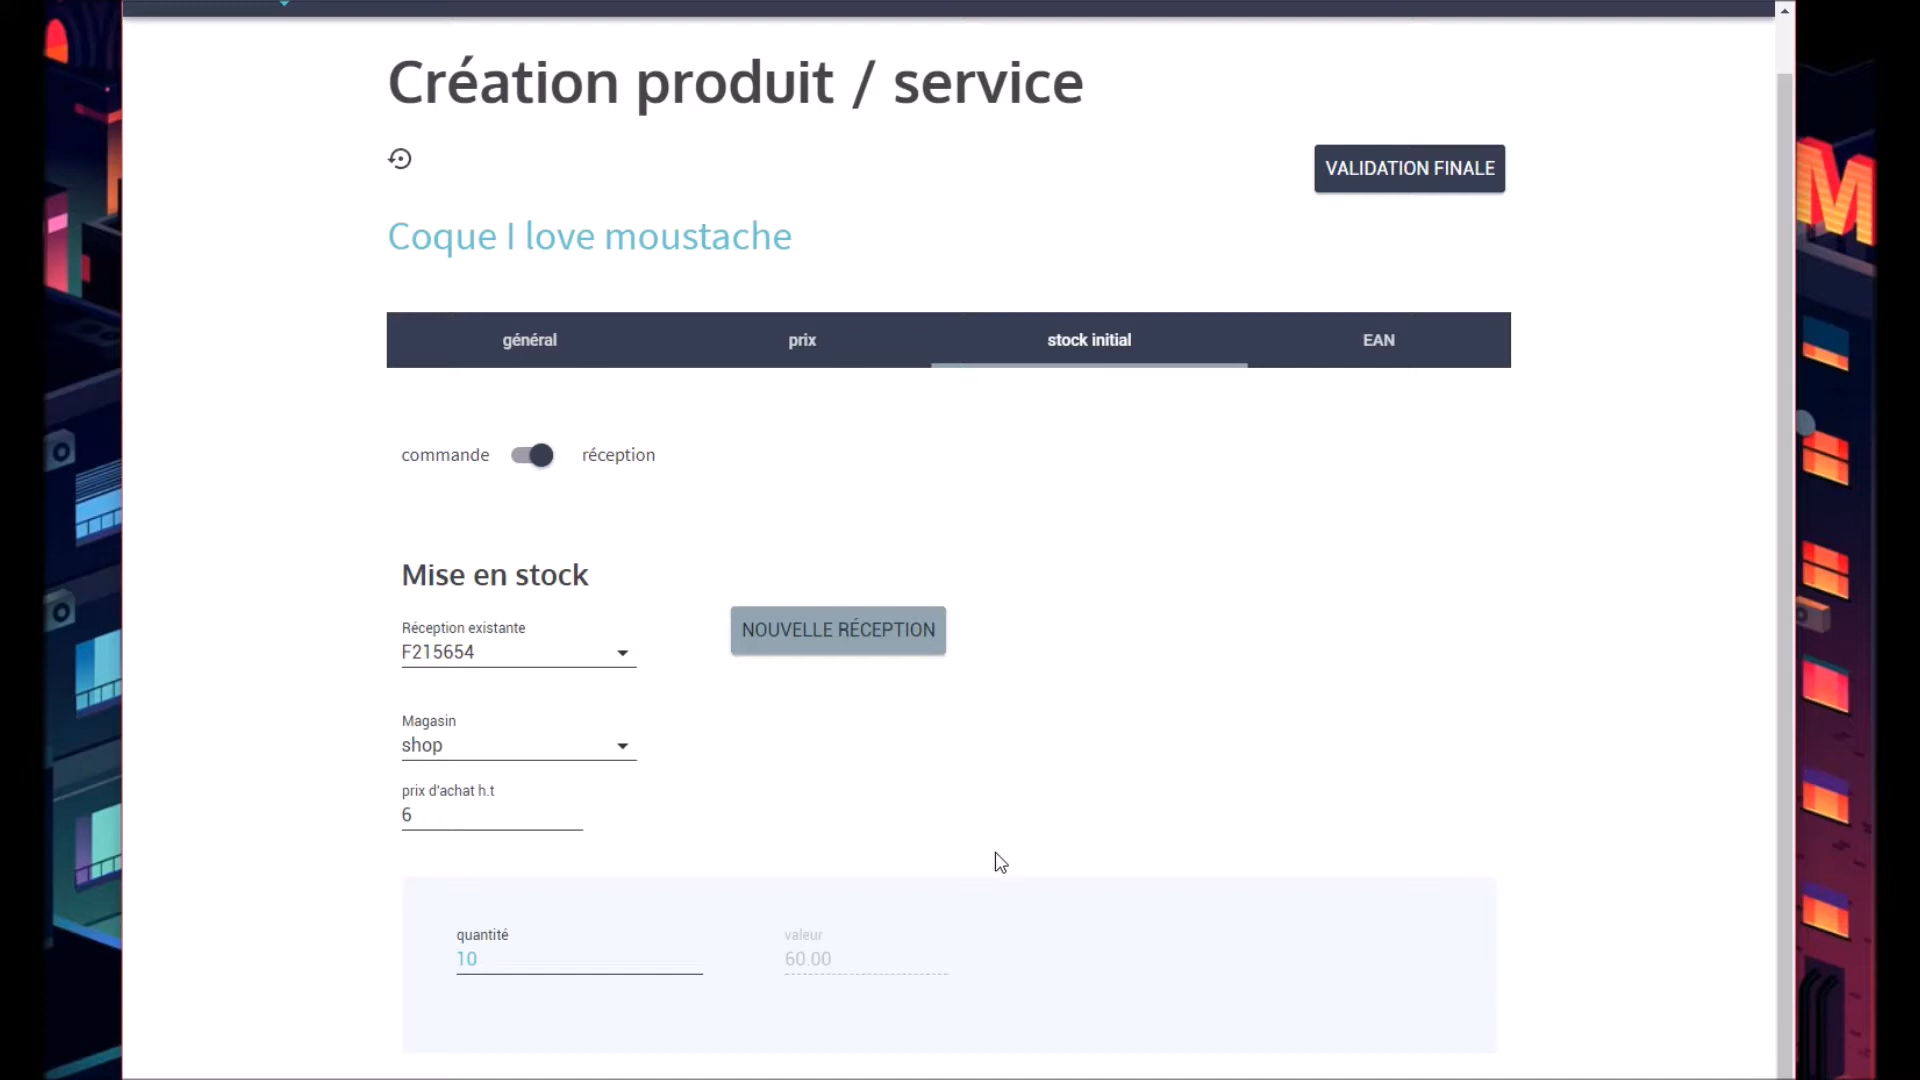 Création produit / service
VALIDATION FINALE
Coque I love moustache
général prix stock initial EAN
commande réception
Mise en stock
Réception existante
F215654
NOUVELLE RÉCEPTION
Magasin
shop
prix d'achat h.t
6
quantité valeur
10 60.00
M